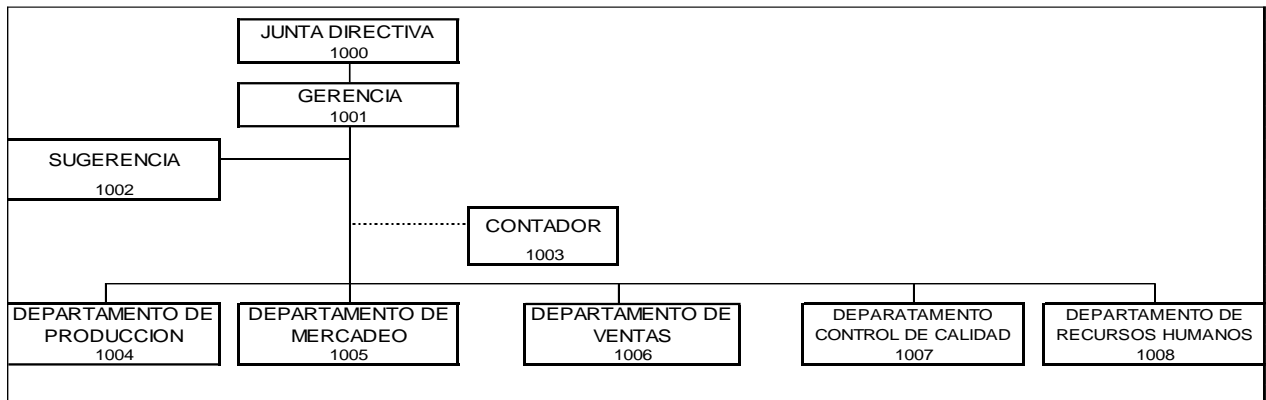 JUNTA DIRECTIVA
1000
GERENCIA
1001
SUGERENCIA
1002
CONTADOR
1003
DEPARTAMENTO DE
PRODUCCION
1004
DEPARTAMENTO DE
MERCADEO
1005
DEPARTAMENTO DE
VENTAS
1006
DEPARATAMENTO
CONTROL DE CALIDAD
1007
DEPARTAMENTO DE
RECURSOS HUMANOS
1008